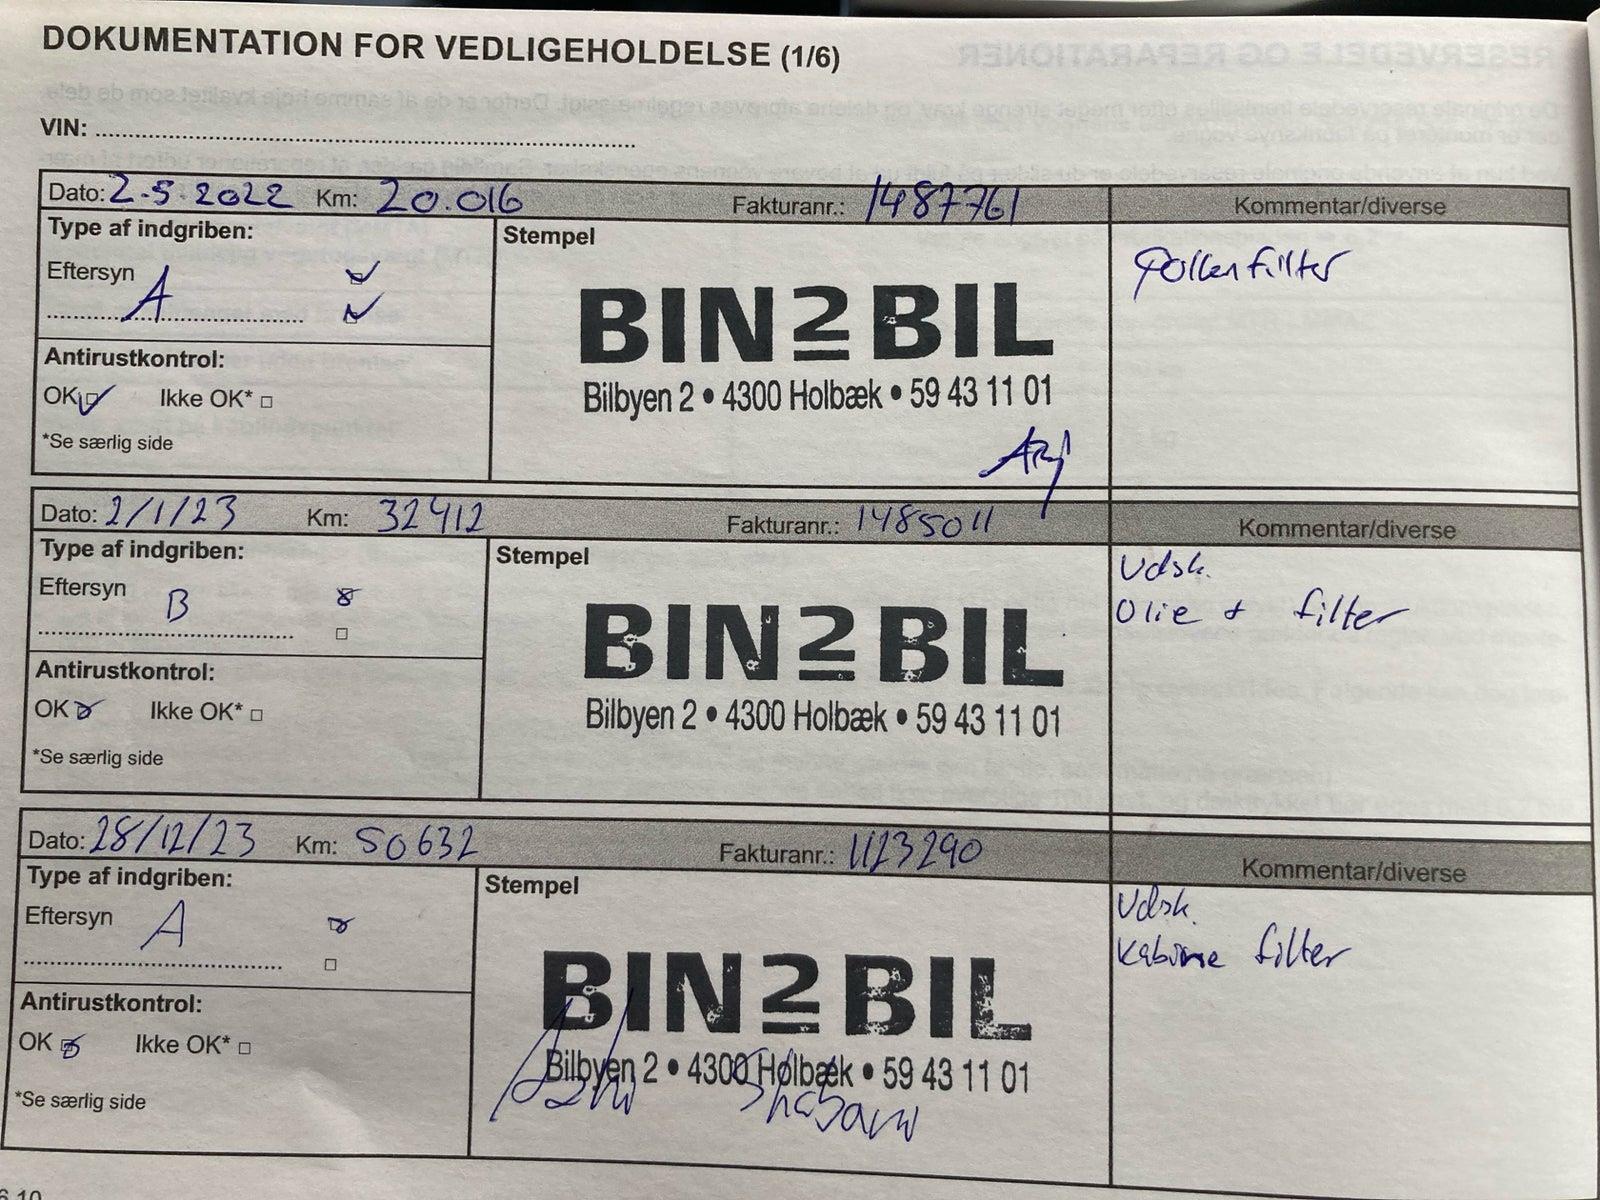 DOKUMENTATION FOR VEDLIGEHOLDELSE (1/6)
VIN:
Dato: 2-5-2022 Km: 20.016 Fakturanr.: 1487761 Kommentar/diverse
Type af indgriben: Stempel
Eftersyn A
Pollenfilter
BIN2BIL
Bilbyen 2 • 4300 Holbæk • 59 43 11 01
Antirustkontrol:
OK Ikke OK*
*Se særlig side
Dato: 2/1/23 Km: 32412 Fakturanr.: 1485011 Kommentar/diverse
Type af indgriben: Stempel
Eftersyn B
Udsk.
Olie + filter
BIN2BIL
Bilbyen 2 • 4300 Holbæk • 59 43 11 01
Antirustkontrol:
OK Ikke OK*
*Se særlig side
Dato: 28/12/23 Km: 50632 Fakturanr.: 1123290 Kommentar/diverse
Type af indgriben: Stempel
Eftersyn A
Udsk.
Kabine filter
BIN2BIL
Bilbyen 2 • 4300 Holbæk • 59 43 11 01
Antirustkontrol:
OK Ikke OK*
*Se særlig side
6.10